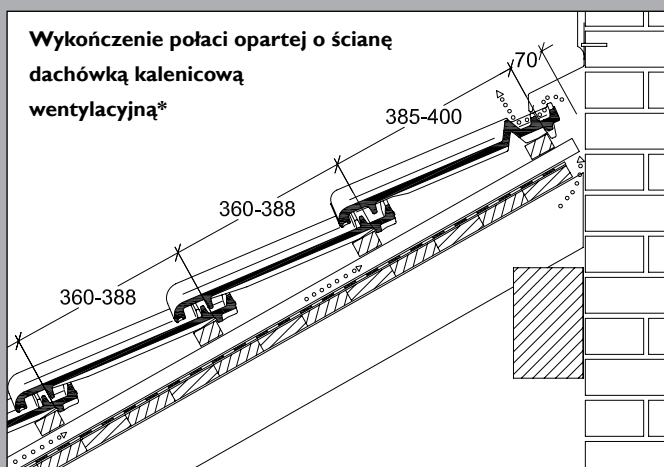 Wykończenie połaci opartej o ścianę
dachówką kalenicową
wentylacyjną*
70
385-400
360-388
360-388